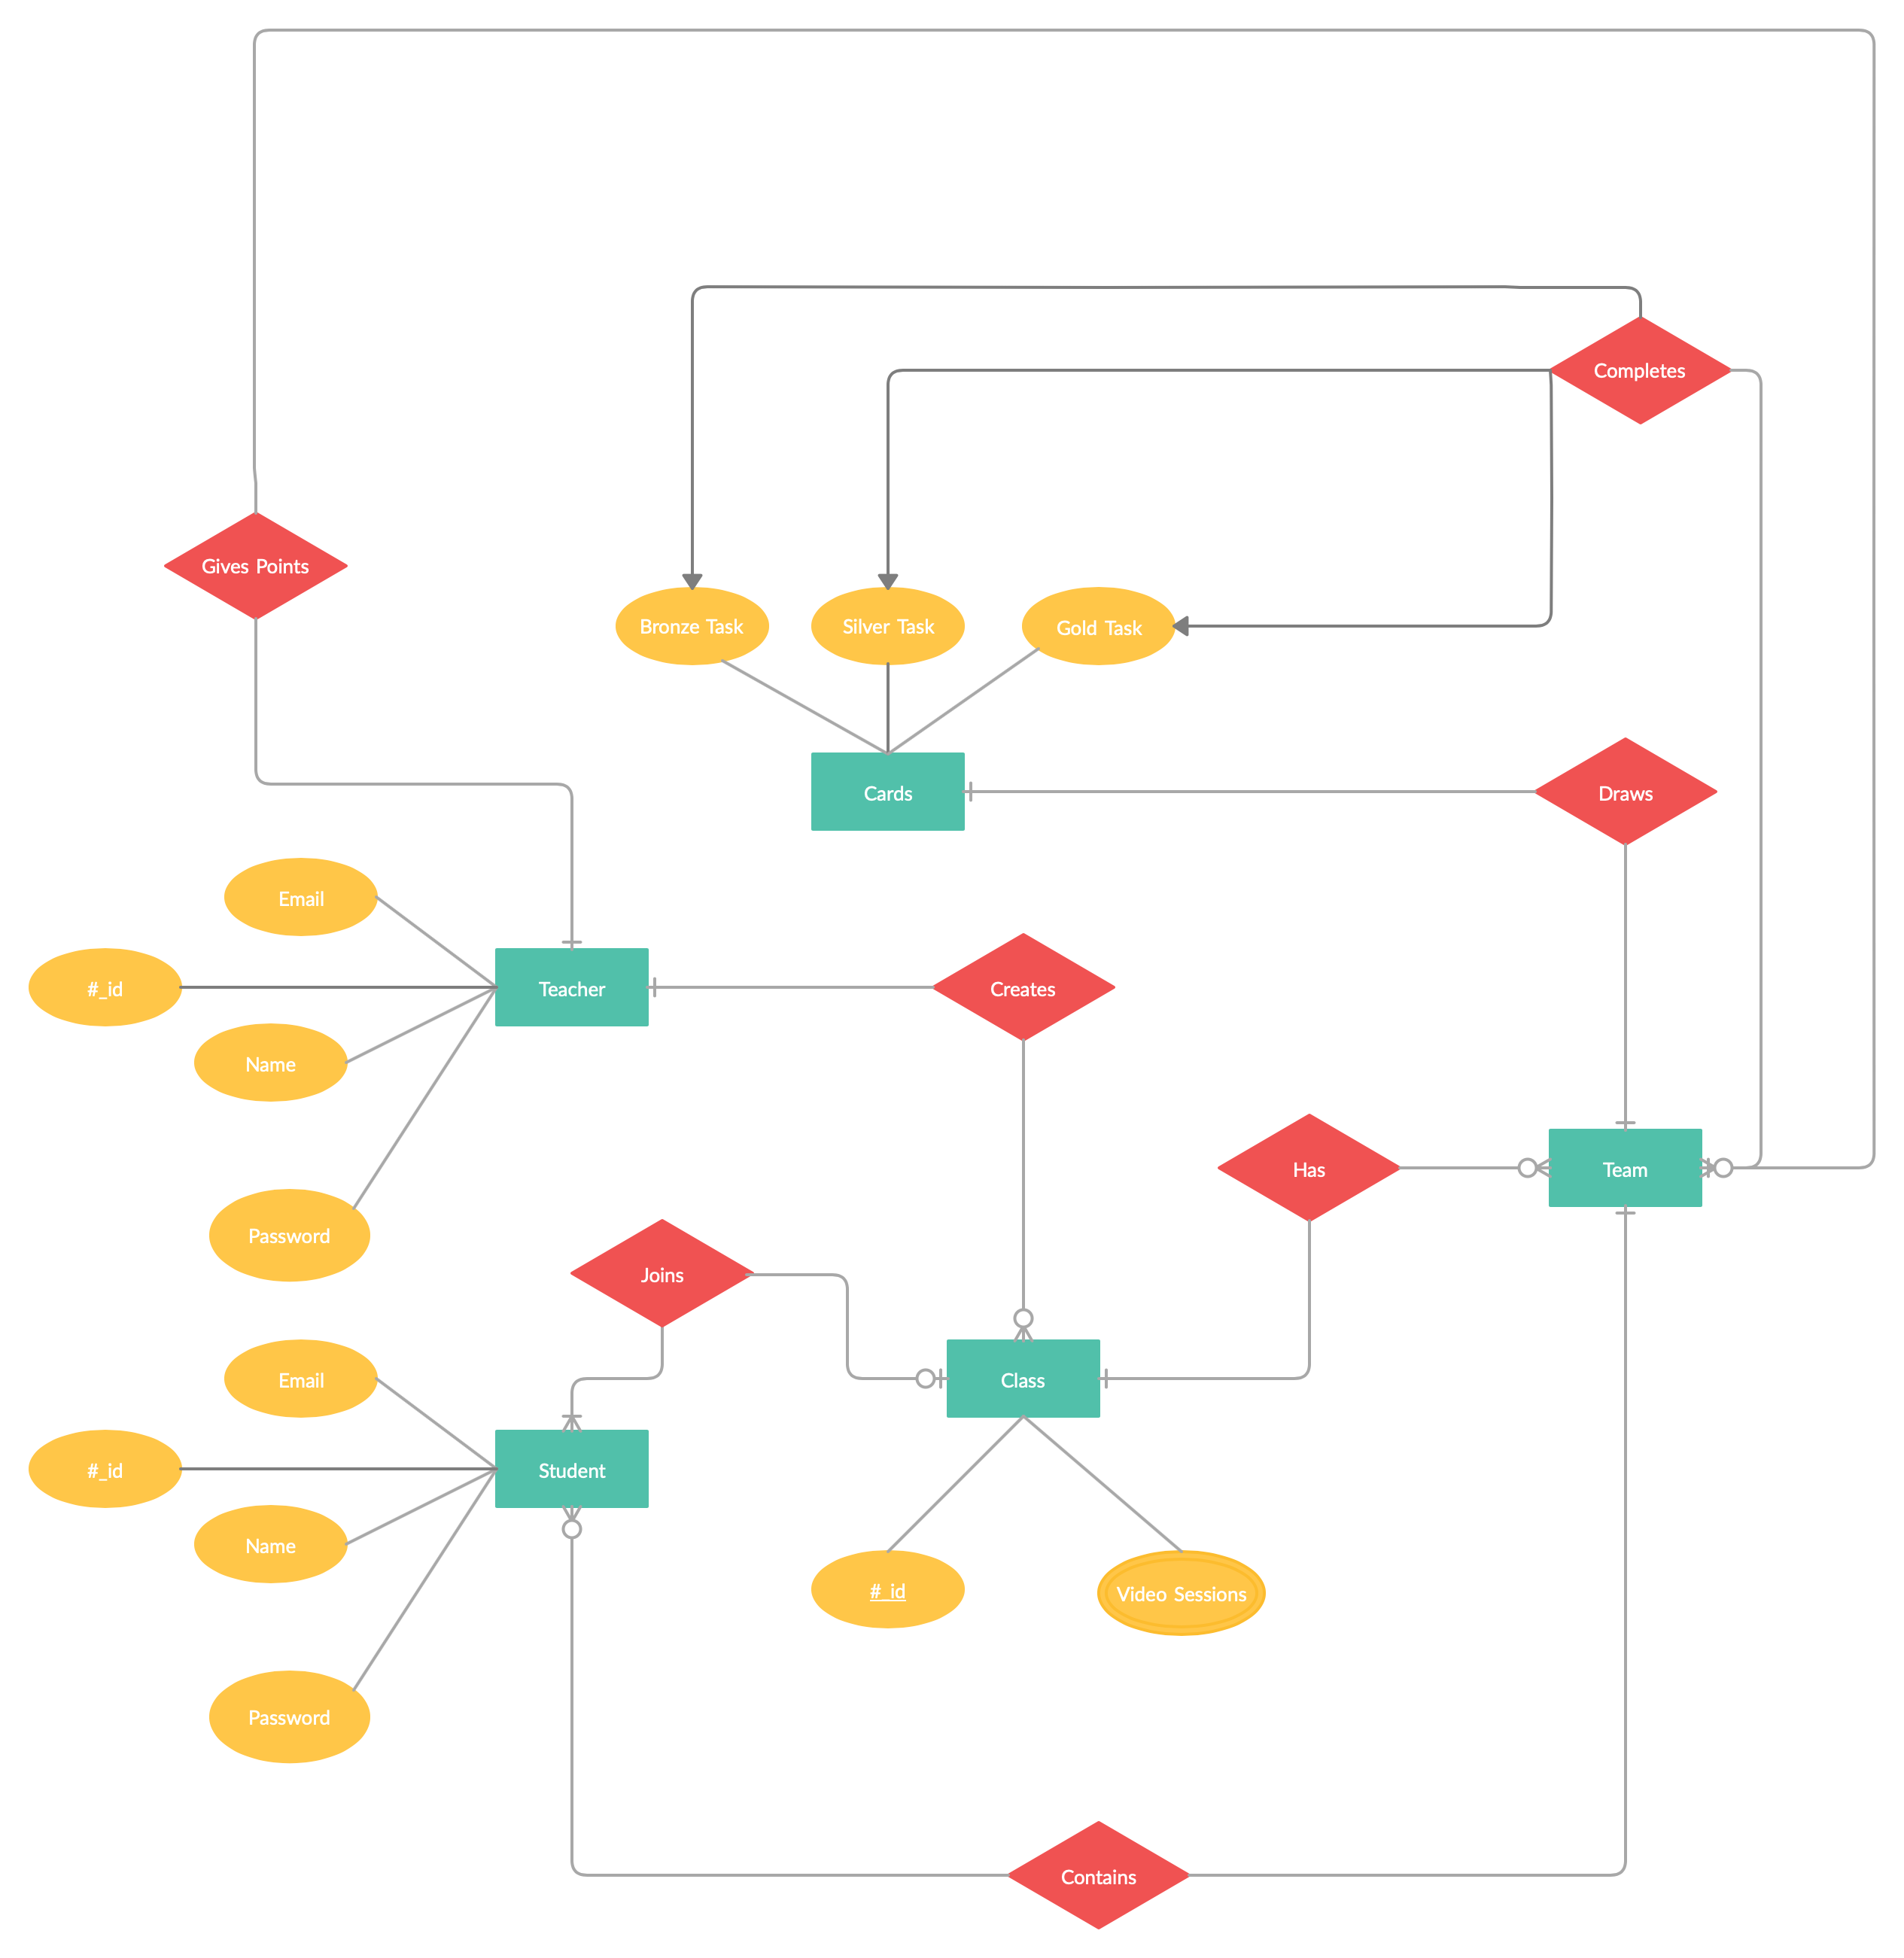 Completes
Gives Points
Bronze Task
Silver Task
Gold Task
Cards
Draws
Email
#_id
Teacher
Creates
Name
Has
Team
Password
Joins
Email
Class
#_id
Student
Name
#_id
Video Sessions
Password
Contains